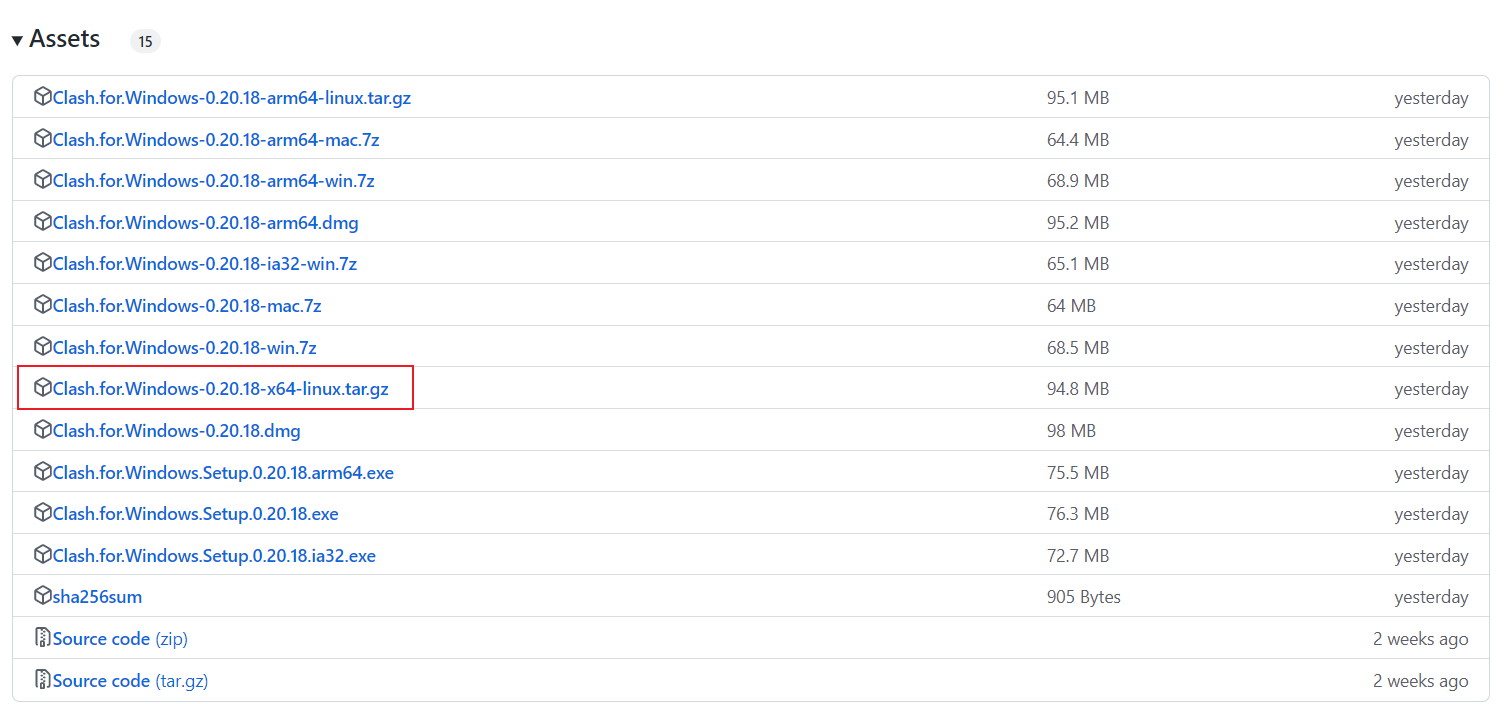 Assets 15
Clash.for.Windows-0.20.18-arm64-linux.tar.gz 95.1 MB yesterday
Clash.for.Windows-0.20.18-arm64-mac.7z 64.4 MB yesterday
Clash.for.Windows-0.20.18-arm64-win.7z 68.9 MB yesterday
Clash.for.Windows-0.20.18-arm64.dmg 95.2 MB yesterday
Clash.for.Windows-0.20.18-ia32-win.7z 65.1 MB yesterday
Clash.for.Windows-0.20.18-mac.7z 64 MB yesterday
Clash.for.Windows-0.20.18-win.7z 68.5 MB yesterday
Clash.for.Windows-0.20.18-x64-linux.tar.gz 94.8 MB yesterday
Clash.for.Windows-0.20.18.dmg 98 MB yesterday
Clash.for.Windows.Setup.0.20.18.arm64.exe 75.5 MB yesterday
Clash.for.Windows.Setup.0.20.18.exe 76.3 MB yesterday
Clash.for.Windows.Setup.0.20.18.ia32.exe 72.7 MB yesterday
sha256sum 905 Bytes yesterday
Source code (zip) 2 weeks ago
Source code (tar.gz) 2 weeks ago